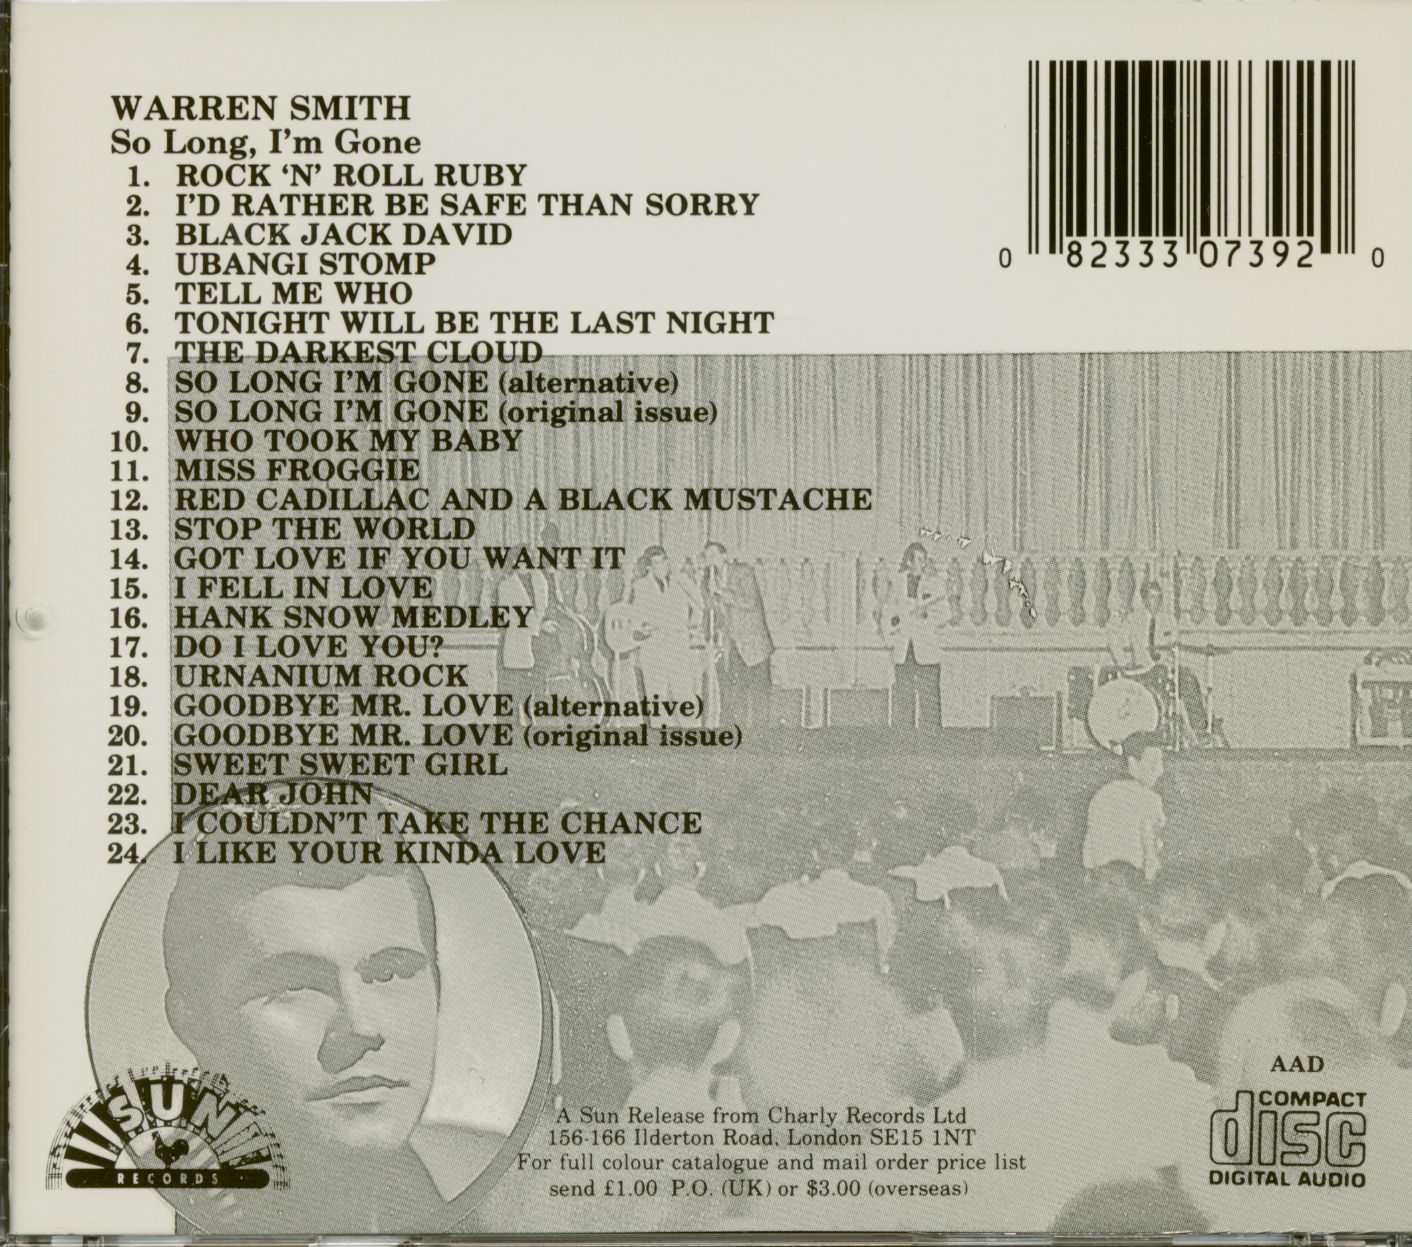 WARREN SMITH
So Long, I'm Gone
1. ROCK 'N' ROLL RUBY
2. I'D RATHER BE SAFE THAN SORRY
3. BLACK JACK DAVID
4. UBANGI STOMP
5. TELL ME WHO
6. TONIGHT WILL BE THE LAST NIGHT
7. THE DARKEST CLOUD
8. SO LONG I'M GONE (alternative)
9. SO LONG I'M GONE (original issue)
10. WHO TOOK MY BABY
11. MISS FROGGIE
12. RED CADILLAC AND A BLACK MUSTACHE
13. STOP THE WORLD
14. GOT LOVE IF YOU WANT IT
15. I FELL IN LOVE
16. HANK SNOW MEDLEY
17. DO I LOVE YOU?
18. URNANIUM ROCK
19. GOODBYE MR. LOVE (alternative)
20. GOODBYE MR. LOVE (original issue)
21. SWEET SWEET GIRL
22. DEAR JOHN
23. I COULDN'T TAKE THE CHANCE
24. I LIKE YOUR KINDA LOVE
0 82333 07392 0
SUN
RECORDS
A Sun Release from Charly Records Ltd
156-166 Ilderton Road, London SE15 1NT
For full colour catalogue and mail order price list
send £1.00 P.O. (UK) or $3.00 (overseas)
AAD
COMPACT
disc
DIGITAL AUDIO